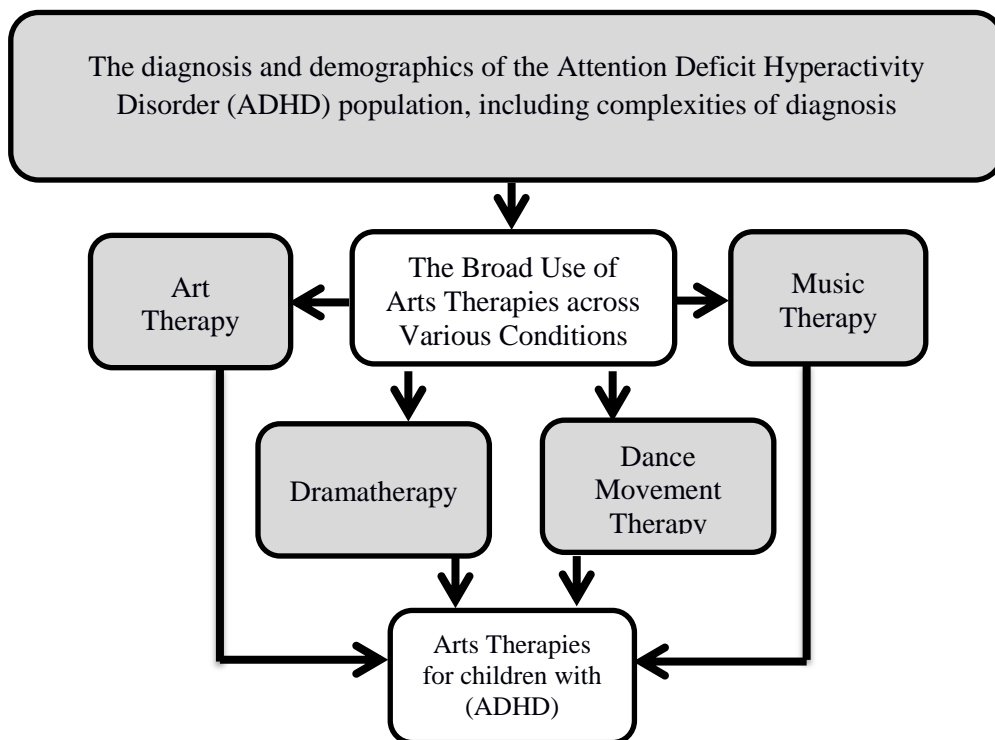 The diagnosis and demographics of the Attention Deficit Hyperactivity
Disorder (ADHD) population, including complexities of diagnosis
Art
Therapy
The Broad Use of
Arts Therapies across
Various Conditions
Music
Therapy
Dramatherapy
Dance
Movement
Therapy
Arts Therapies
for children with
(ADHD)